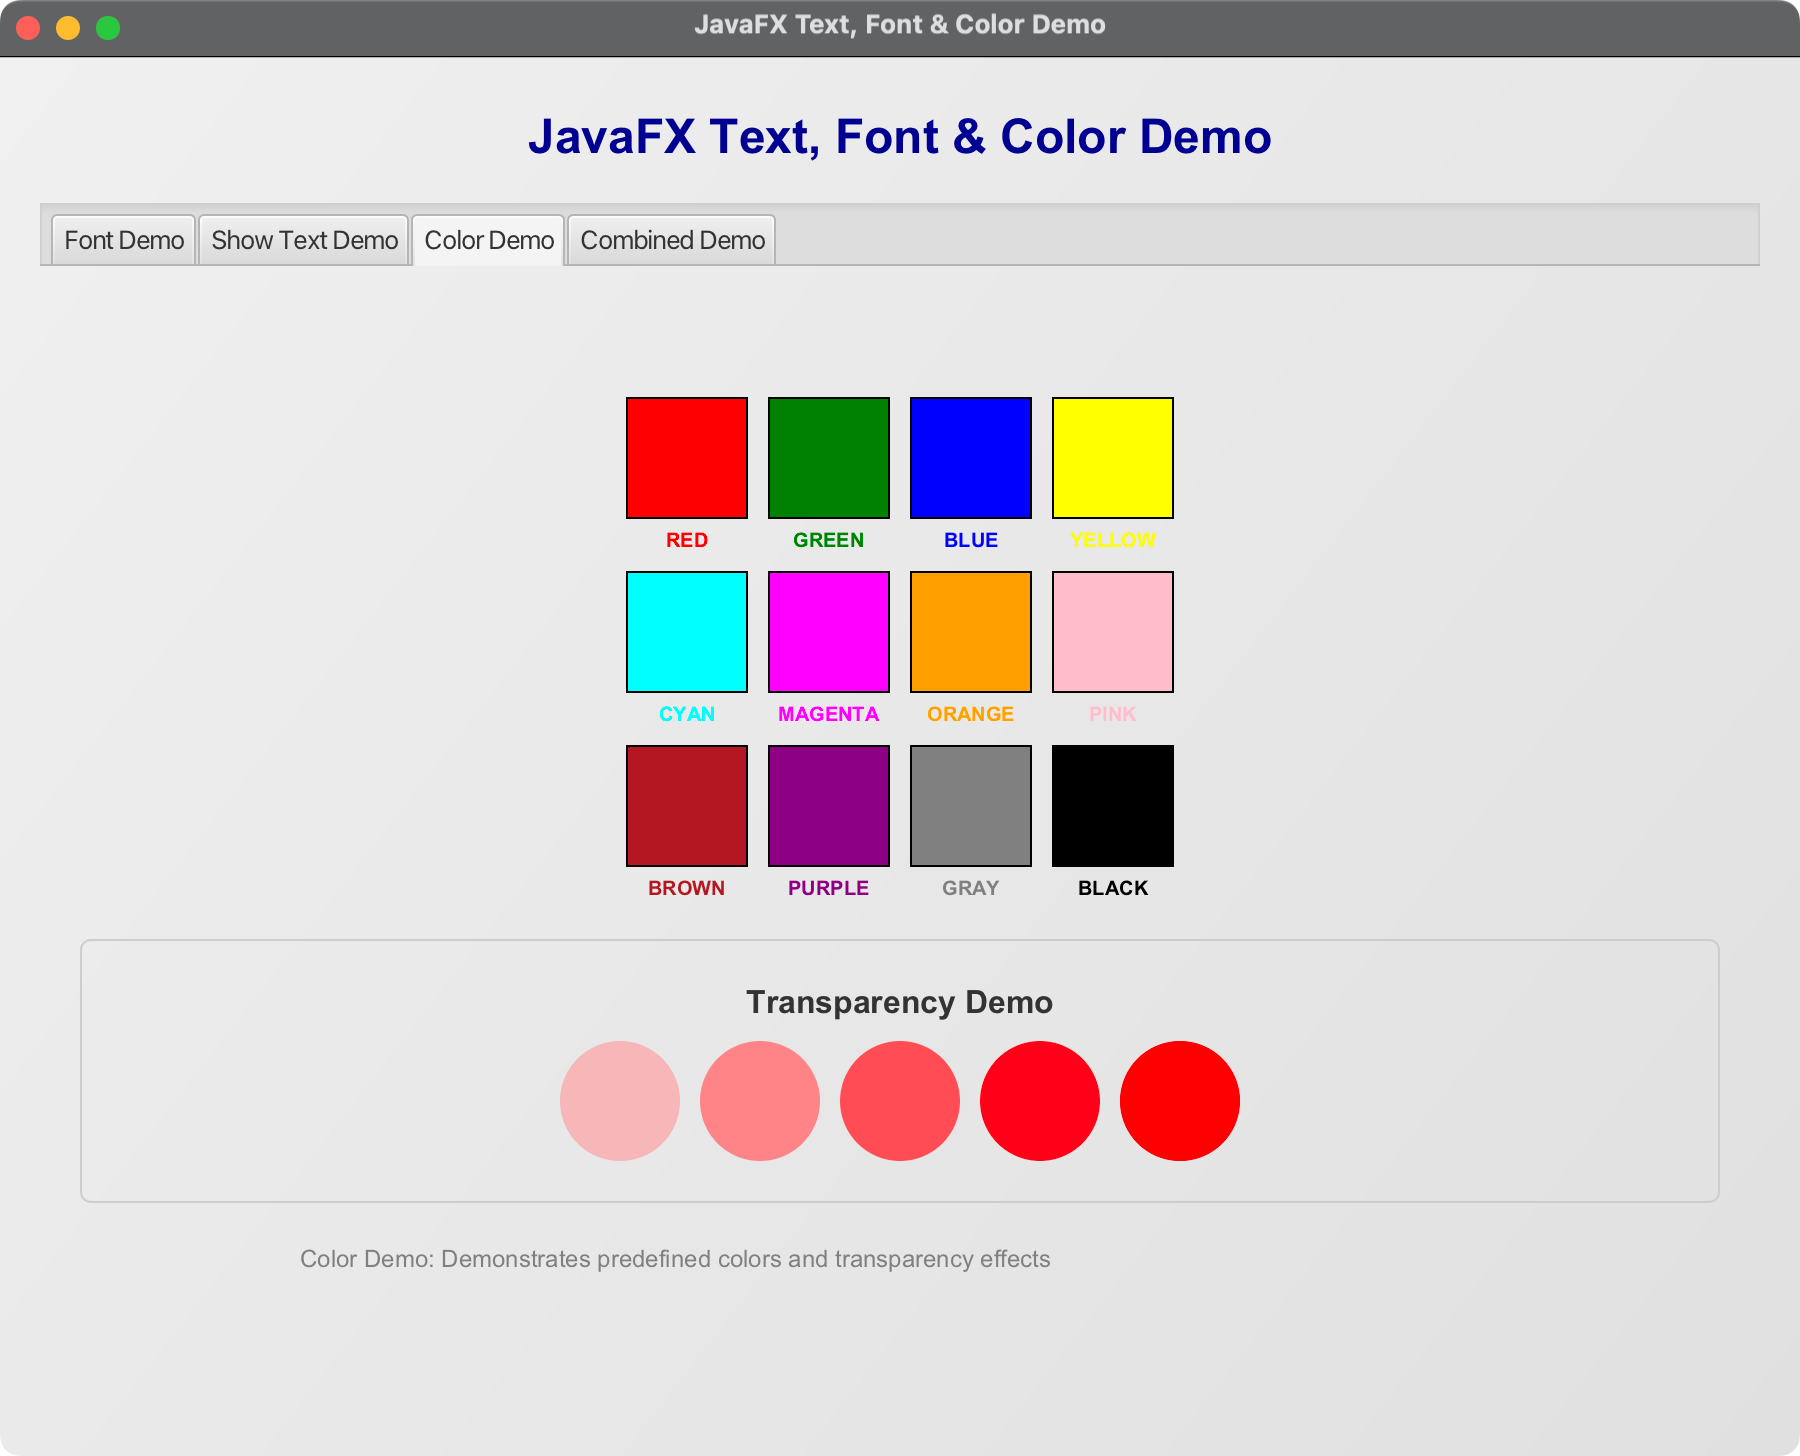 JavaFX Text, Font & Color Demo
JavaFX Text, Font & Color Demo
Font Demo Show Text Demo Color Demo Combined Demo
RED GREEN BLUE YELLOW
CYAN MAGENTA ORANGE PINK
BROWN PURPLE GRAY BLACK
Transparency Demo
Color Demo: Demonstrates predefined colors and transparency effects